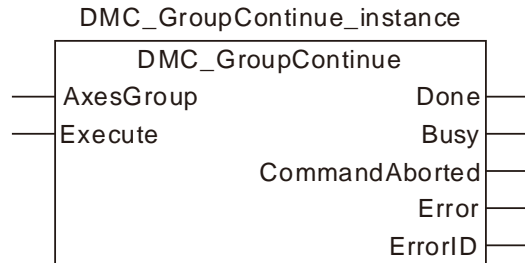 DMC_GroupContinue_instance
DMC_GroupContinue
AxesGroup Done
Execute Busy
CommandAborted
Error
ErrorID